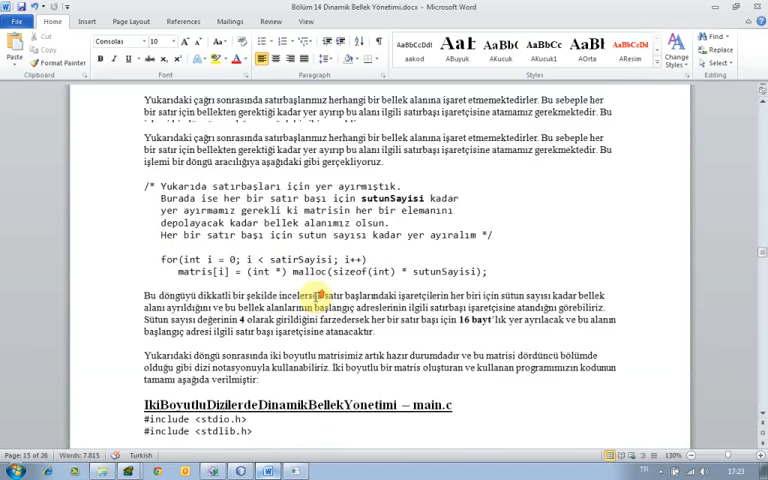 Bölüm 14 Dinamik Bellek Yönetimi.docx - Microsoft Word
File Home Insert Page Layout References Mailings Review View
Paste
Cut
Copy
Format Painter
Clipboard
Consolas 10
Font
Paragraph
AaBbCcDd AaBb AaBbC AaBbCc AaBb AaBbCcDd
aakod ABuyuk AKucuk AKucuk1 AOrta AResim
Change Styles
Styles
Find
Replace
Select
Editing
Yukarıdaki çağrı sonrasında satırbaşlarımız herhangi bir bellek alanına işaret etmemektedirler. Bu sebeple her
bir satır için bellekten gerektiği kadar yer ayırıp bu alanı ilgili satırbaşı işaretçisine atamamız gerekmektedir. Bu
Yukarıdaki çağrı sonrasında satırbaşlarımız herhangi bir bellek alanına işaret etmemektedirler. Bu sebeple her
bir satır için bellekten gerektiği kadar yer ayırıp bu alanı ilgili satırbaşı işaretçisine atamamız gerekmektedir. Bu
işlemi bir döngü aracılığıyla aşağıdaki gibi gerçekliyoruz.
/* Yukarıda satırbaşları için yer ayırmıştık.
Burada ise her bir satır başı için sutunSayisi kadar
yer ayırmamız gerekli ki matrisin her bir elemanını
depolayacak kadar bellek alanımız olsun.
Her bir satır başı için sutun sayısı kadar yer ayıralım */
for(int i = 0; i < satirSayisi; i++)
matris[i] = (int *) malloc(sizeof(int) * sutunSayisi);
Bu döngüyü dikkatli bir şekilde incelersek satır başlarındaki işaretçilerin her biri için sütun sayısı kadar bellek
alanı ayrıldığını ve bu bellek alanlarının başlangıç adreslerinin ilgili satırbaşı işaretçisine atandığını görebiliriz.
Sütun sayısı değerinin 4 olarak girildiğini farzedersek her bir satır başı için 16 bayt'lık yer ayrılacak ve bu alanın
başlangıç adresi ilgili satır başı işaretçisine atanacaktır.
Yukarıdaki döngü sonrasında iki boyutlu matrisimiz artık hazır durumdadır ve bu matrisi dördüncü bölümde
olduğu gibi dizi notasyonuyla kullanabiliriz. İki boyutlu bir matris oluşturan ve kullanan programımızın kodunun
tamamı aşağıda verilmiştir:
IkiBoyutluDizilerdeDinamikBellekYonetimi – main.c
#include <stdio.h>
#include <stdlib.h>
Page: 15 of 26 Words: 7.815 Turkish 130%
TR 17:23